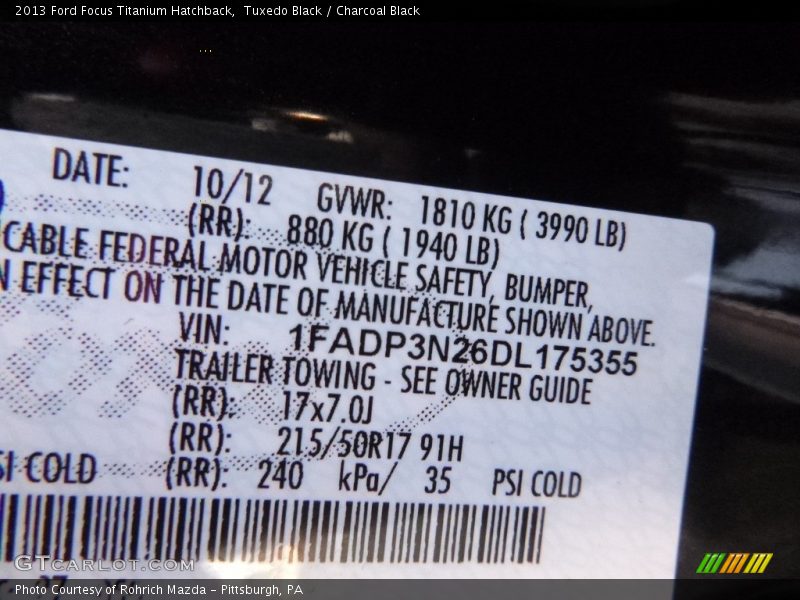 2013 Ford Focus Titanium Hatchback, Tuxedo Black / Charcoal Black
DATE: 10/12 GVWR: 1810 KG ( 3990 LB)
(RR): 880 KG ( 1940 LB)
CABLE FEDERAL MOTOR VEHICLE SAFETY, BUMPER,
N EFFECT ON THE DATE OF MANUFACTURE SHOWN ABOVE.
VIN: 1FADP3N26DL175355
TRAILER TOWING - SEE OWNER GUIDE
(RR): 17x7.0J
(RR): 215/50R17 91H
SI COLD (RR): 240 kPa/ 35 PSI COLD
GTCarLot.com
Photo Courtesy of Rohrich Mazda - Pittsburgh, PA